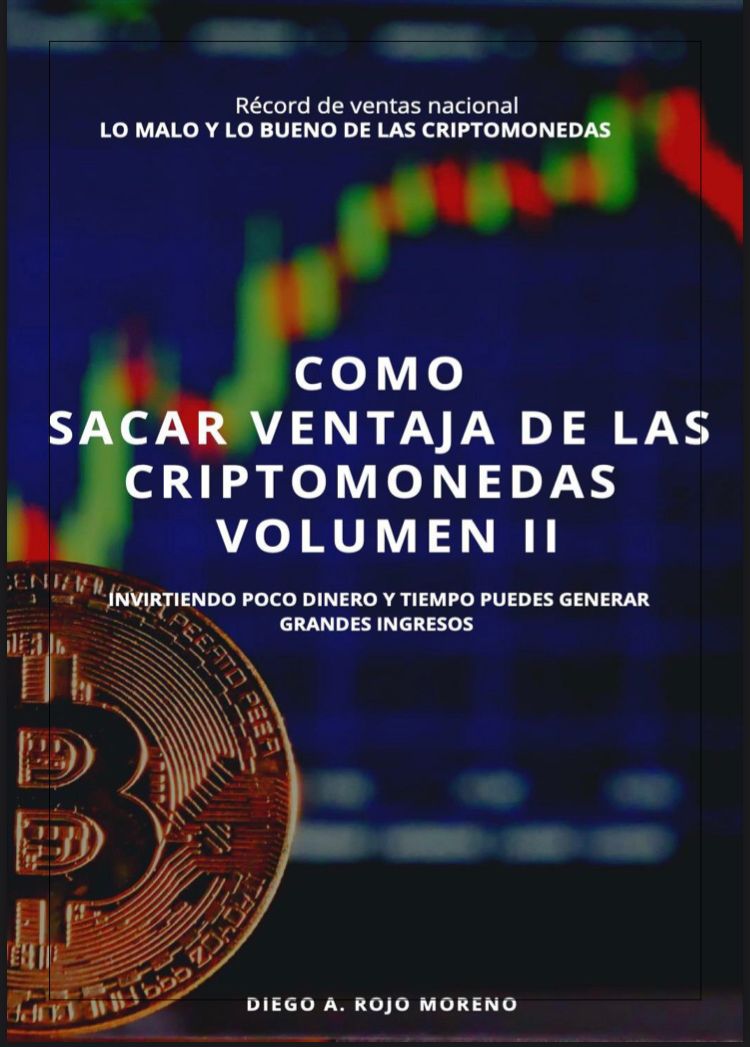 Récord de ventas nacional
LO MALO Y LO BUENO DE LAS CRIPTOMONEDAS
COMO
SACAR VENTAJA DE LAS
CRIPTOMONEDAS
VOLUMEN II
INVIRTIENDO POCO DINERO Y TIEMPO PUEDES GENERAR
GRANDES INGRESOS
DIEGO A. ROJO MORENO